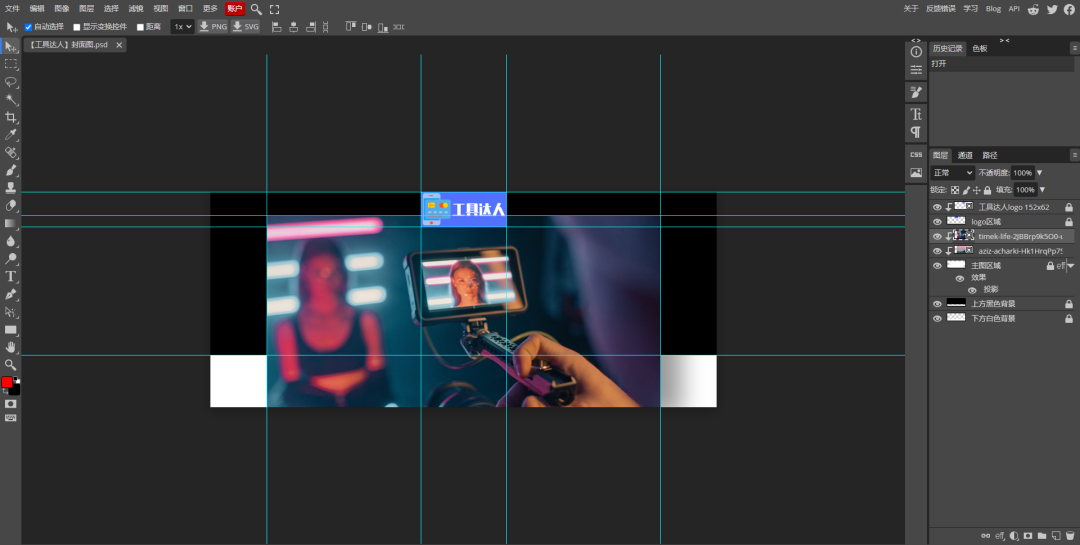 文件 编辑 图像 图层 选择 滤镜 视图 窗口 更多 账户
关于 反馈错误 学习 Blog API
自动选择 显示变换控件 距离 1x PNG SVG
【工具达人】封面图.psd
历史记录 色板
打开
工具达人
CSS
图层 通道 路径
正常 不透明度: 100%
锁定: 填充: 100%
工具达人logo 152x62
logo区域
timek-life-2JBBrp9k5O0-u
aziz-acharki-Hk1HrqPp75
主图区域 eff
效果
投影
上方黑色背景
下方白色背景
eff